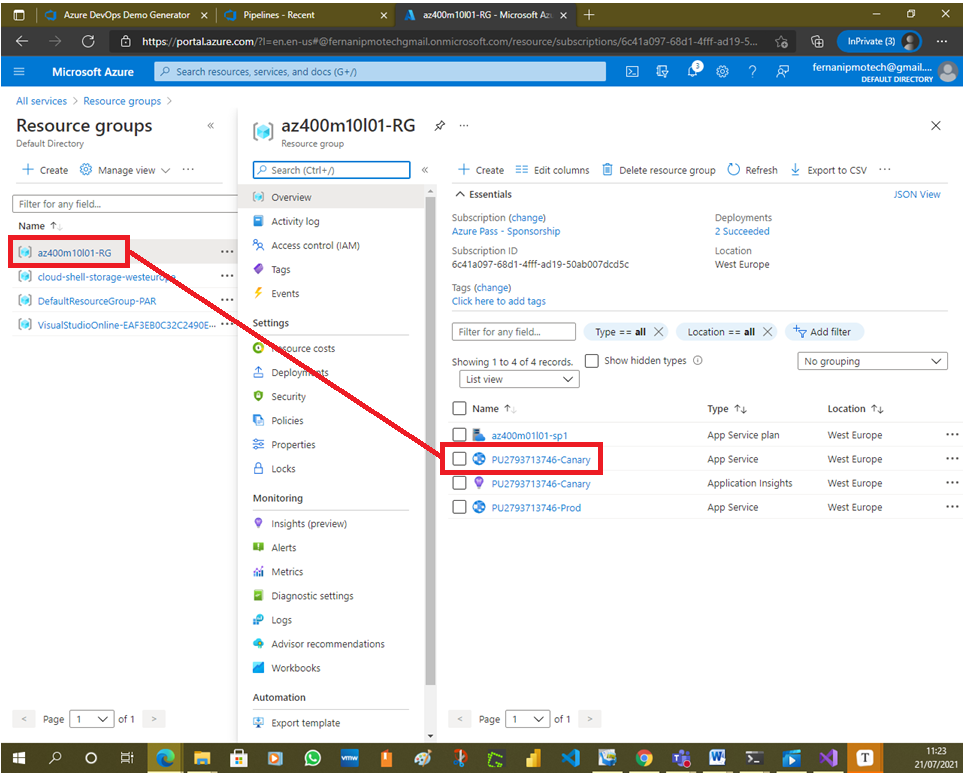 Azure DevOps Demo Generator
Pipelines - Recent
az400m10l01-RG - Microsoft Az
https://portal.azure.com/?l=en.en-us#@fernanipmotechgmail.onmicrosoft.com/resource/subscriptions/6c41a097-68d1-4fff-ad19-5...
InPrivate (3)
Microsoft Azure
Search resources, services, and docs (G+/)
3
fernanipmotech@gmail....
DEFAULT DIRECTORY
All services > Resource groups >
Resource groups
Default Directory
Create
Manage view
Filter for any field...
Name
az400m10l01-RG
cloud-shell-storage-westeurope
DefaultResourceGroup-PAR
VisualStudioOnline-EAF3EB0C32C2490E...
Page 1 of 1
az400m10l01-RG
Resource group
Search (Ctrl+/)
Overview
Activity log
Access control (IAM)
Tags
Events
Settings
Resource costs
Deployments
Security
Policies
Properties
Locks
Monitoring
Insights (preview)
Alerts
Metrics
Diagnostic settings
Logs
Advisor recommendations
Workbooks
Automation
Export template
Create
Edit columns
Delete resource group
Refresh
Export to CSV
Essentials
JSON View
Subscription (change)
Azure Pass - Sponsorship
Subscription ID
6c41a097-68d1-4fff-ad19-50ab007dcd5c
Tags (change)
Click here to add tags
Deployments
2 Succeeded
Location
West Europe
Filter for any field...
Type == all
Location == all
Add filter
Showing 1 to 4 of 4 records.
Show hidden types
No grouping
List view
Name Type Location
az400m01l01-sp1 App Service plan West Europe
PU2793713746-Canary App Service West Europe
PU2793713746-Canary Application Insights West Europe
PU2793713746-Prod App Service West Europe
Page 1 of 1
vmw
T
11:23
21/07/2021